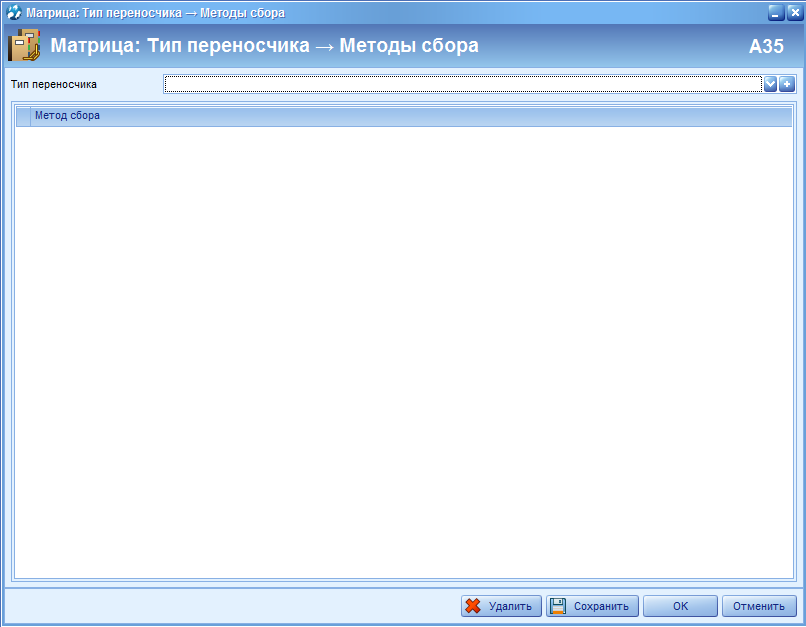 Матрица: Тип переносчика → Методы сбора
Матрица: Тип переносчика → Методы сбора A35
Тип переносчика
Метод сбора
Удалить Сохранить OK Отменить